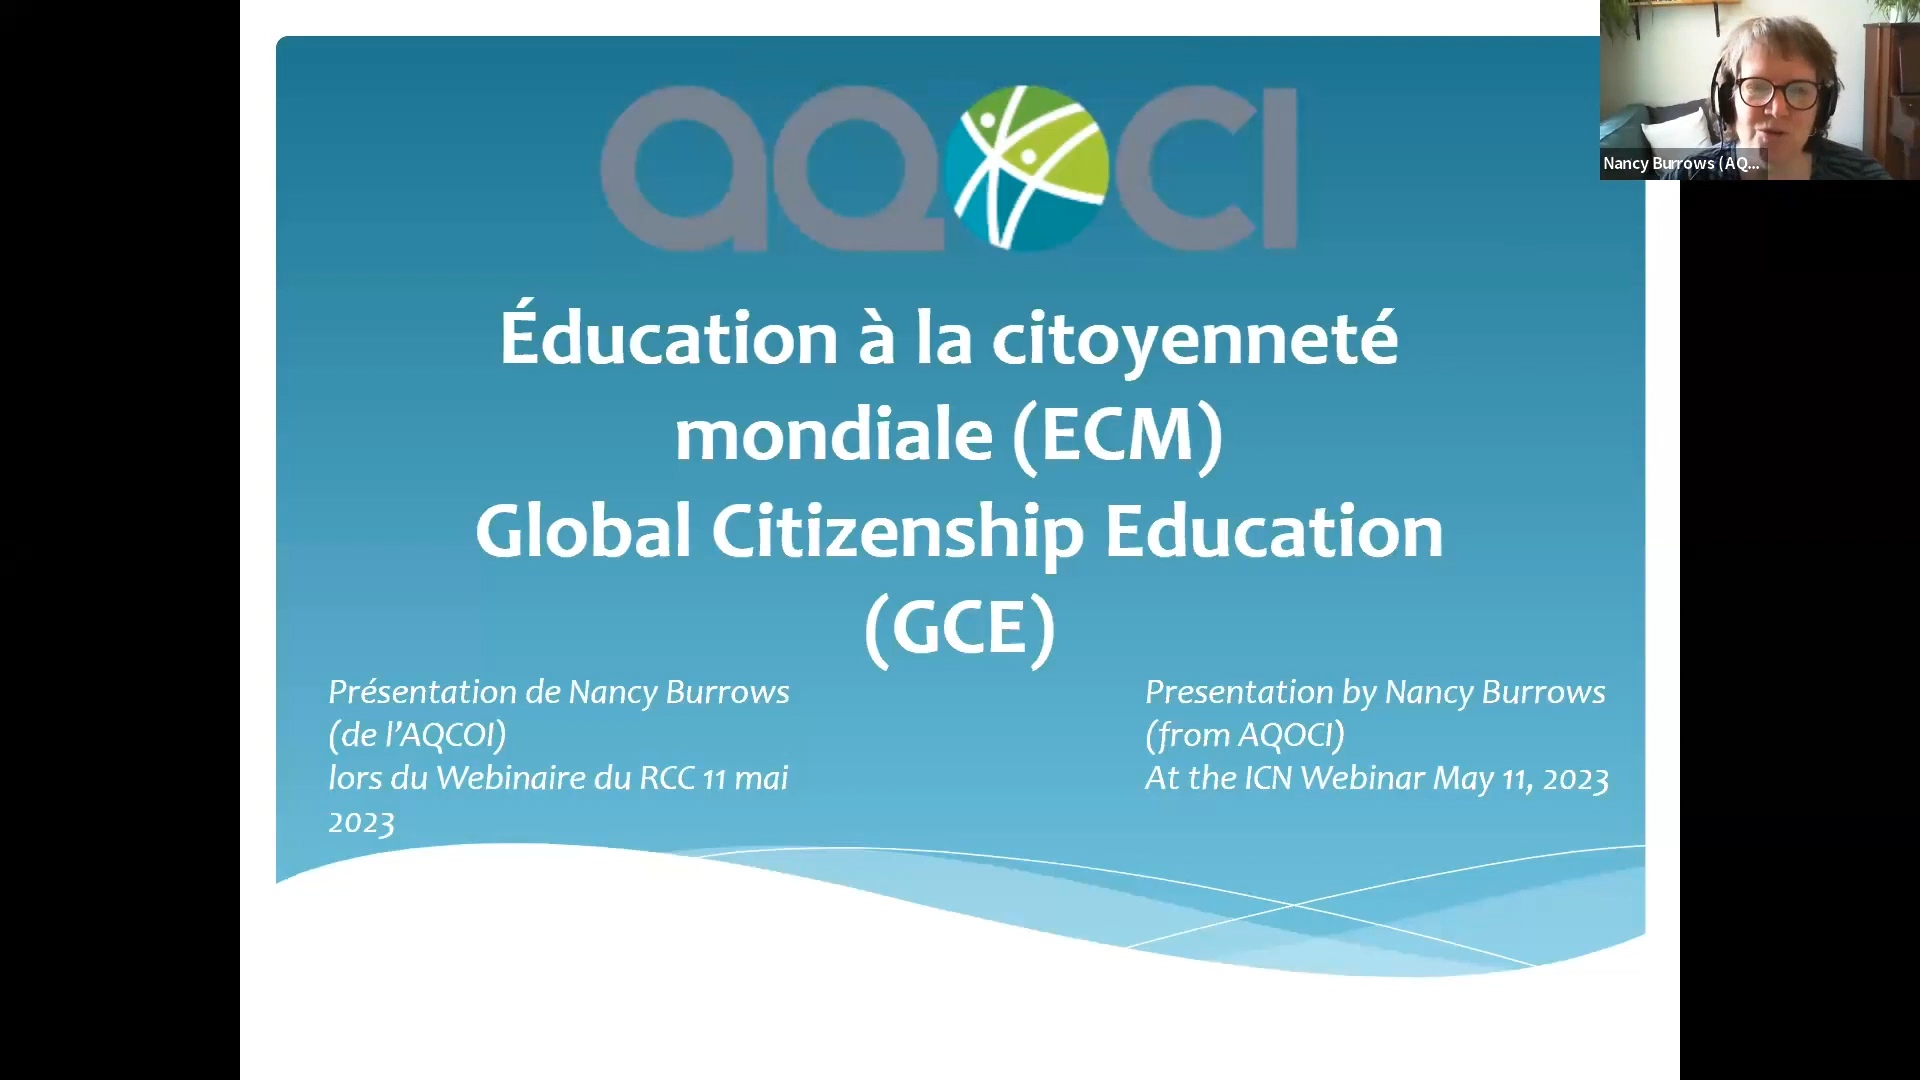 aQOCI
Éducation à la citoyenneté
mondiale (ECM)
Global Citizenship Education
(GCE)
Présentation de Nancy Burrows
(de l’AQCOI)
lors du Webinaire du RCC 11 mai
2023
Presentation by Nancy Burrows
(from AQOCI)
At the ICN Webinar May 11, 2023
Nancy Burrows (AQ...